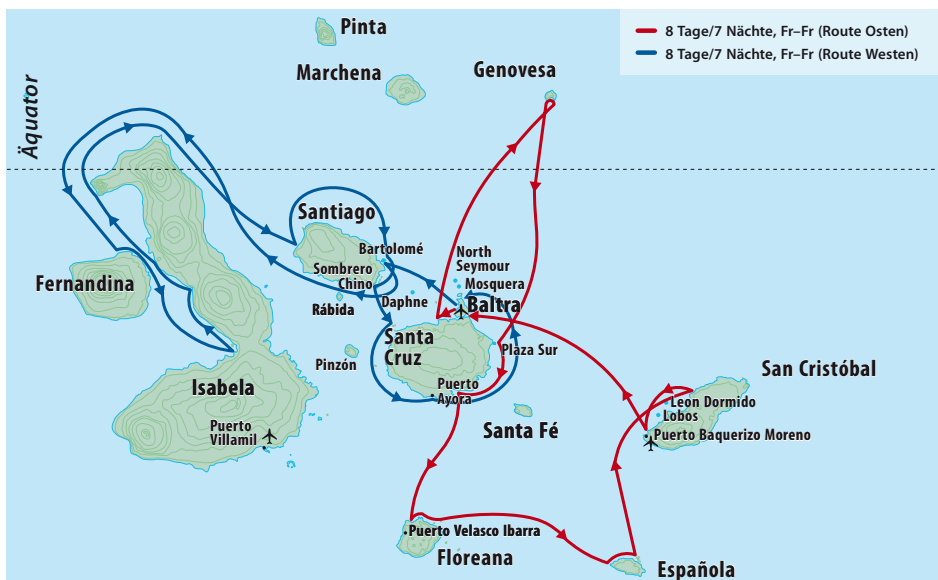 Pinta
8 Tage/7 Nächte, Fr–Fr (Route Osten)
8 Tage/7 Nächte, Fr–Fr (Route Westen)
Marchena
Genovesa
Äquator
Santiago
Bartolomé
Sombrero
Chino
North
Seymour
Mosquera
Fernandina
Rábida
Daphne
Baltra
Santa
Cruz
Plaza Sur
Pinzón
San Cristóbal
Isabela
Puerto
Ayora
Leon Dormido
Lobos
Puerto
Villamil
Santa Fé
Puerto Baquerizo Moreno
Puerto Velasco Ibarra
Floreana
Española